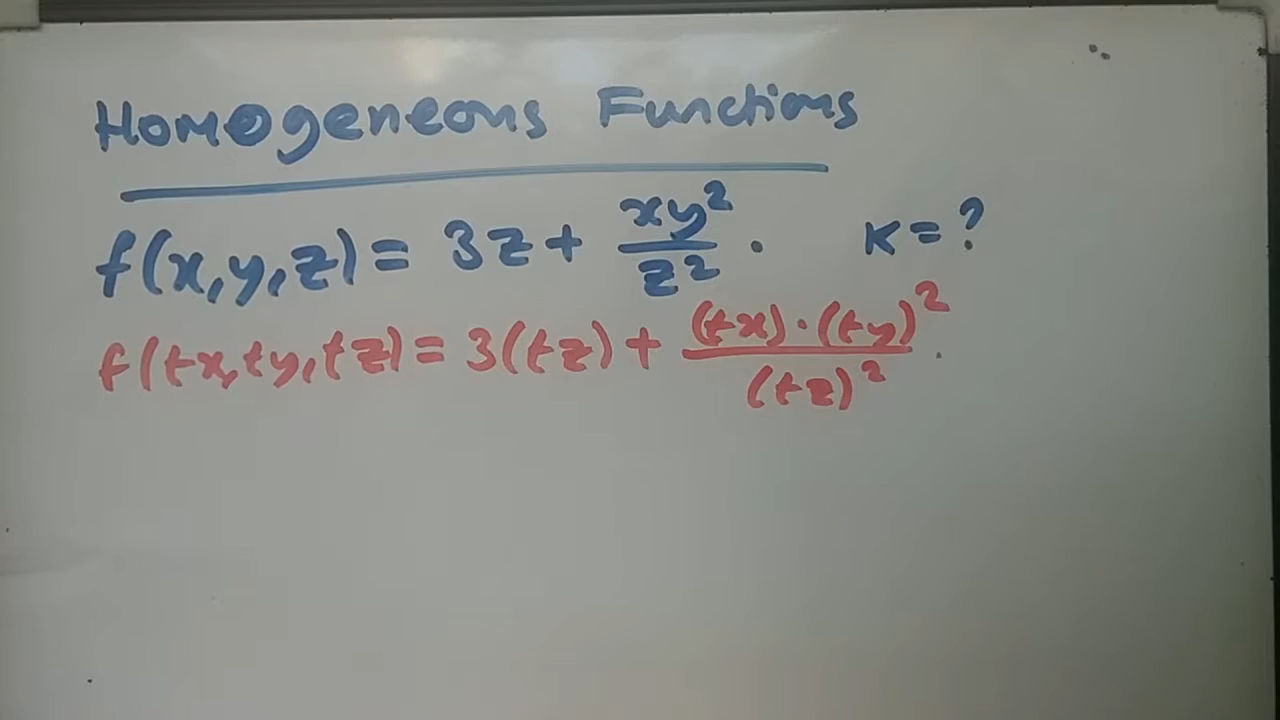 Homogeneous Functions
f(x,y,z) = 3z + xy²/z² . K = ?
f(tx,ty,tz) = 3(tz) + (tx)·(ty)²/(tz)² .